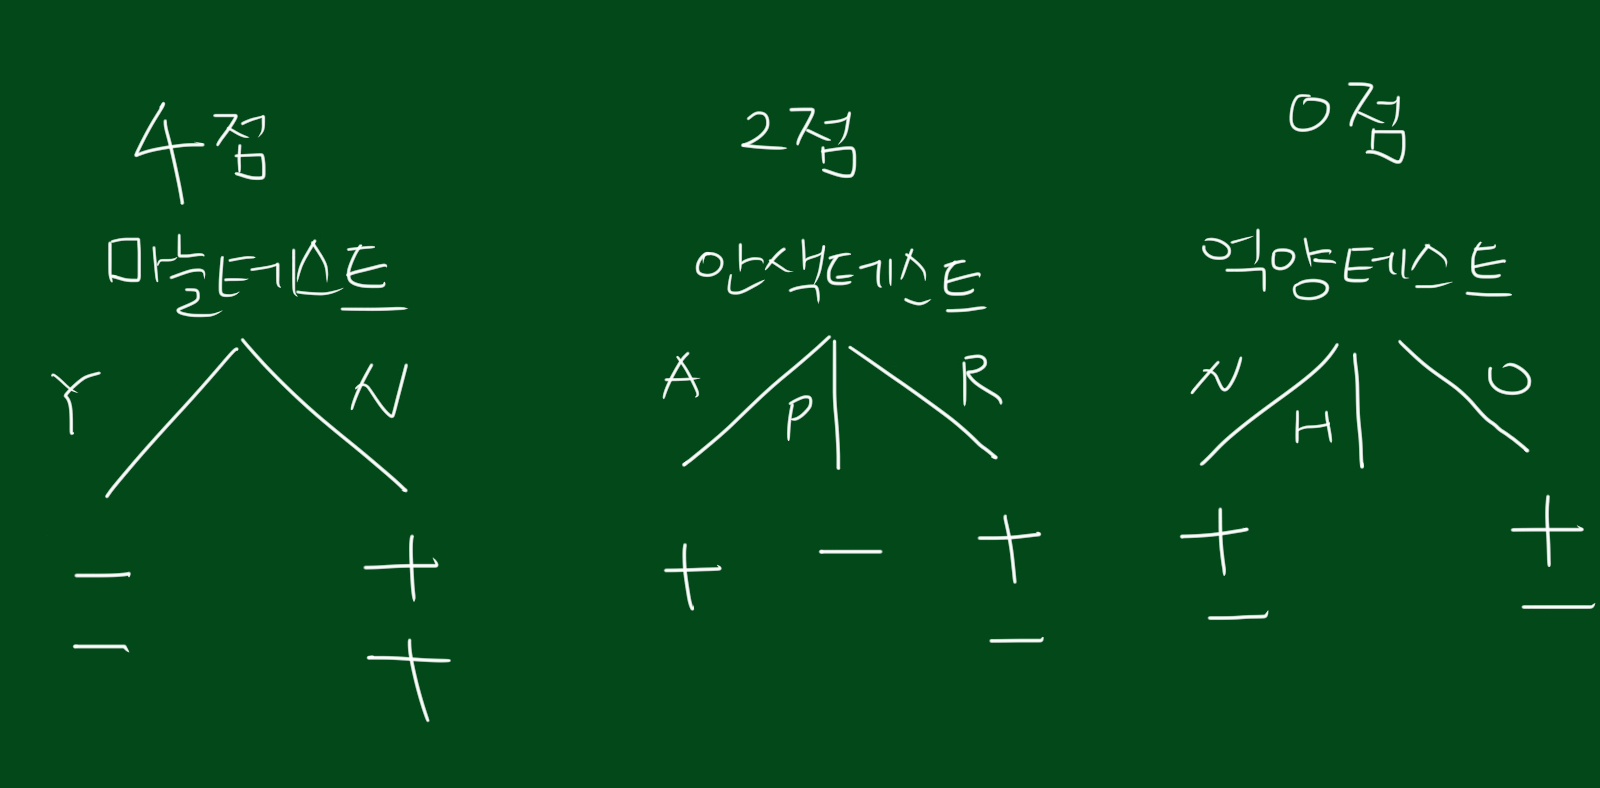 4점 2점 0점
마늘테스트 안색테스트 억양테스트
Y N A P R N H O
- + + - + + +
- + - - -